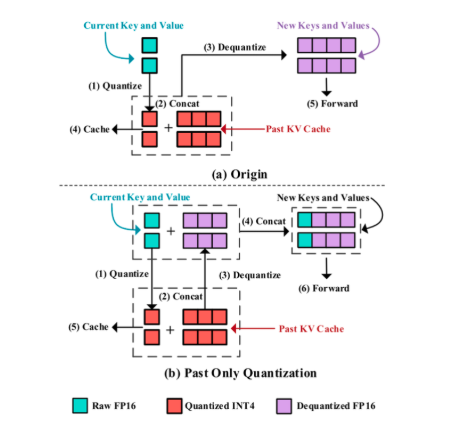 Current Key and Value
New Keys and Values
(3) Dequantize
(1) Quantize
(2) Concat
(5) Forward
(4) Cache
+
Past KV Cache
(a) Origin
Current Key and Value
New Keys and Values
+
(4) Concat
(1) Quantize
(3) Dequantize
(2) Concat
(6) Forward
(5) Cache
+
Past KV Cache
(b) Past Only Quantization
Raw FP16
Quantized INT4
Dequantized FP16